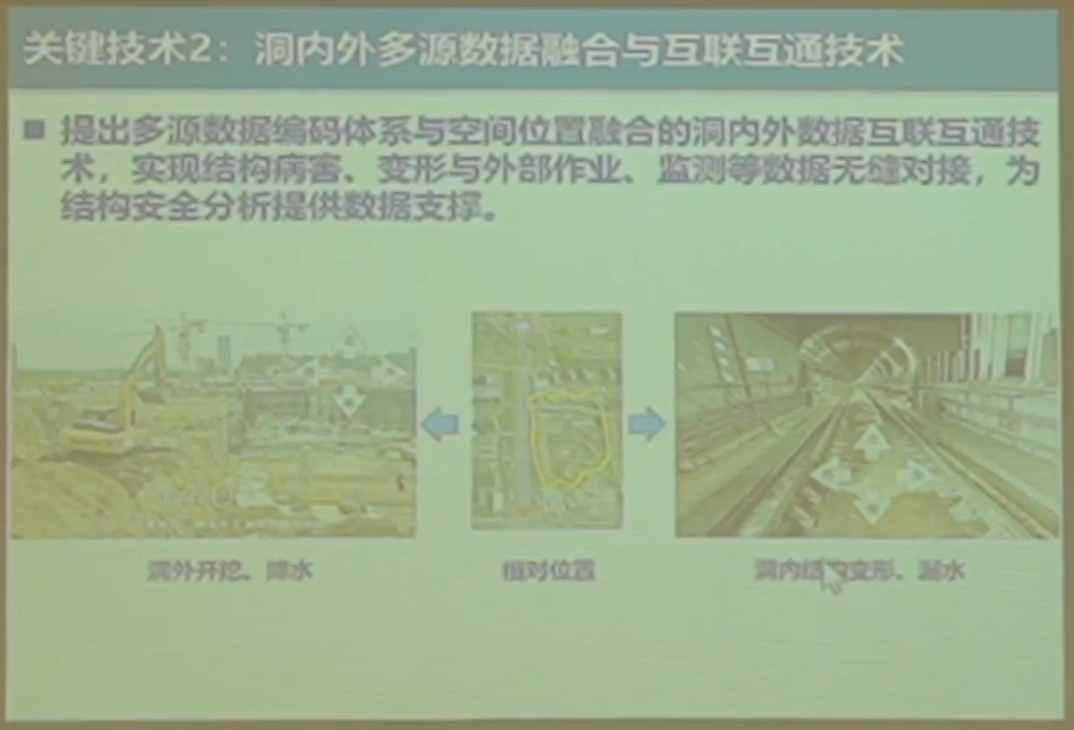 关键技术2：洞内外多源数据融合与互联互通技术
■ 提出多源数据编码体系与空间位置融合的洞内外数据互联互通技
术，实现结构病害、变形与外部作业、监测等数据无缝对接，为
结构安全分析提供数据支撑。
洞外开挖、降水
相对位置
洞内结构变形、漏水